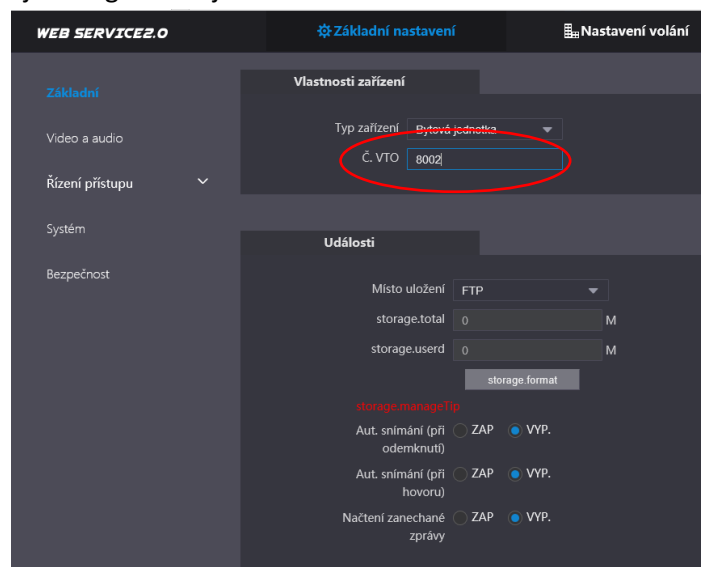 WEB SERVICE2.0
Základní nastavení
Nastavení volání
Základní
Video a audio
Řízení přístupu
Systém
Bezpečnost
Vlastnosti zařízení
Typ zařízení Bytová jednotka
Č. VTO 8002
Události
Místo uložení FTP
storage.total 0 M
storage.userd 0 M
storage.format
storage.manageTip
Aut. snímání (při odemknutí) ZAP VYP.
Aut. snímání (při hovoru) ZAP VYP.
Načtení zanechané zprávy ZAP VYP.